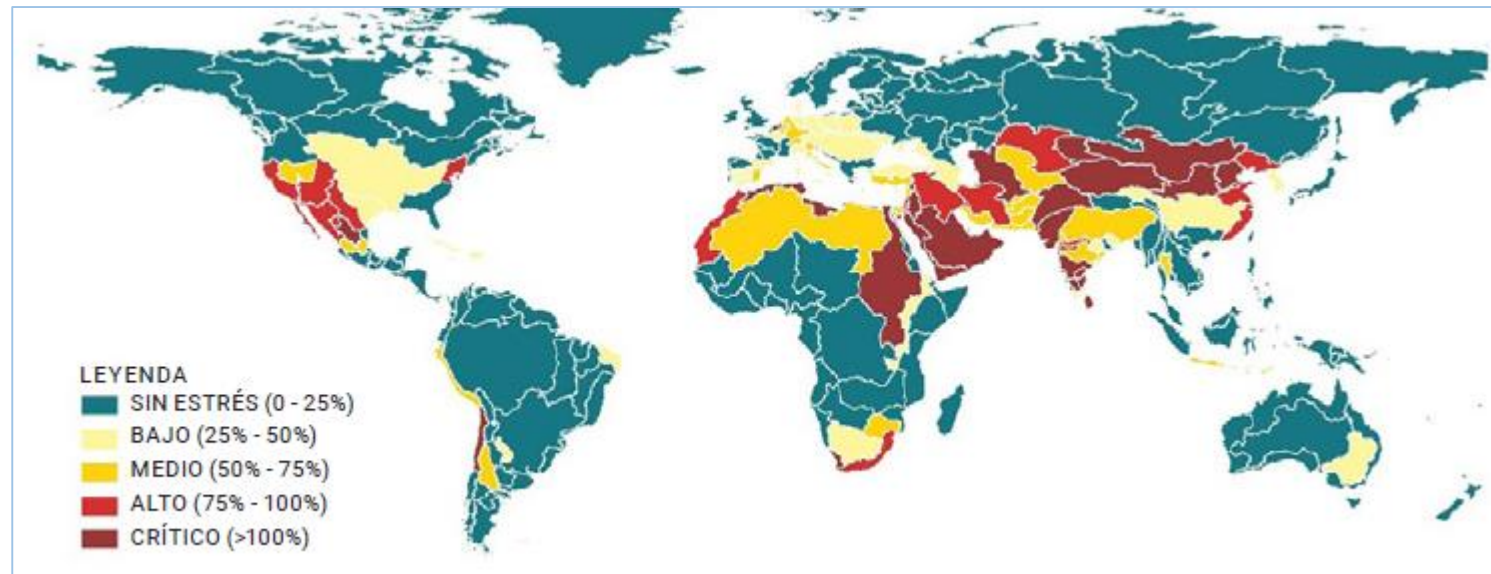 LEYENDA
SIN ESTRÉS (0 - 25%)
BAJO (25% - 50%)
MEDIO (50% - 75%)
ALTO (75% - 100%)
CRÍTICO (>100%)